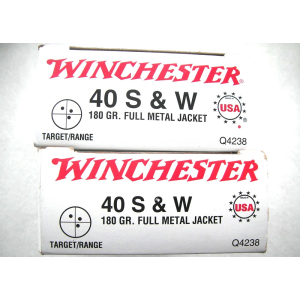 WINCHESTER
40 S & W
180 GR. FULL METAL JACKET
USA
TARGET/RANGE
Q4238
WINCHESTER
40 S & W
180 GR. FULL METAL JACKET
USA
TARGET/RANGE
Q4238